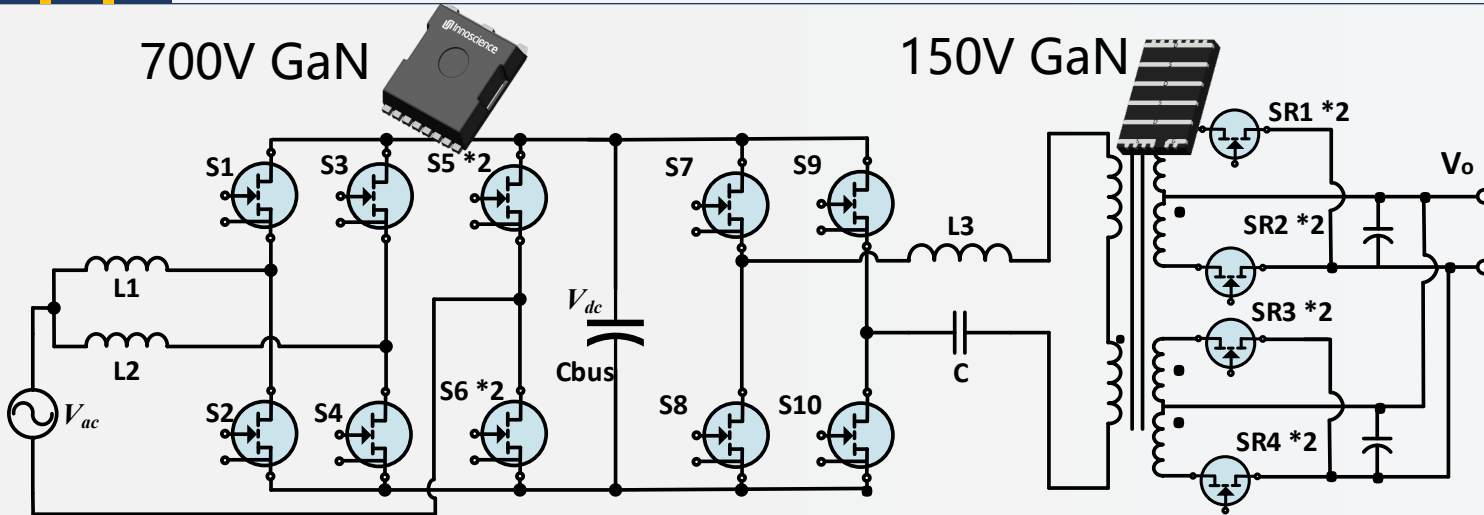 700V GaN
Innoscience
150V GaN
S1
S3
S5 *2
S7
S9
SR1 *2
Vo
SR2 *2
L3
L1
Vdc
SR3 *2
L2
Cbus
C
Vac
S2
S4
S6 *2
S8
S10
SR4 *2